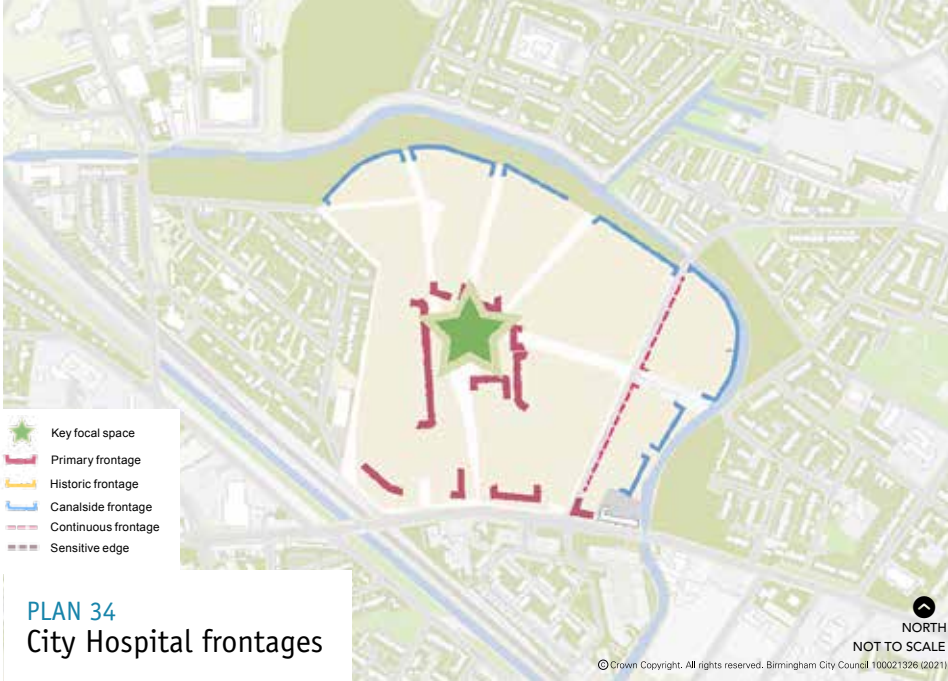 Key focal space
Primary frontage
Historic frontage
Canalside frontage
Continuous frontage
Sensitive edge
PLAN 34
City Hospital frontages
NORTH
NOT TO SCALE
© Crown Copyright. All rights reserved. Birmingham City Council 100021326 (2021)